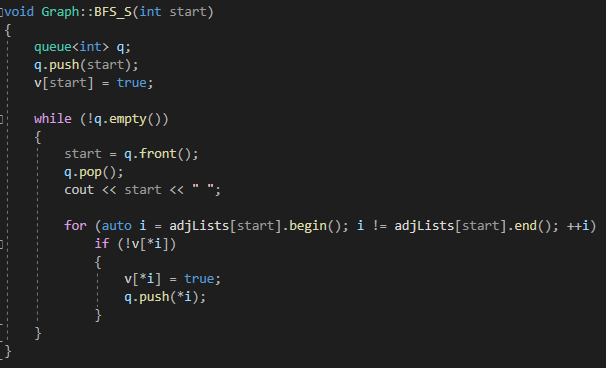 void Graph::BFS_S(int start)
{
    queue<int> q;
    q.push(start);
    v[start] = true;

    while (!q.empty())
    {
        start = q.front();
        q.pop();
        cout << start << " ";

        for (auto i = adjLists[start].begin(); i != adjLists[start].end(); ++i)
            if (!v[*i])
            {
                v[*i] = true;
                q.push(*i);
            }
    }
}